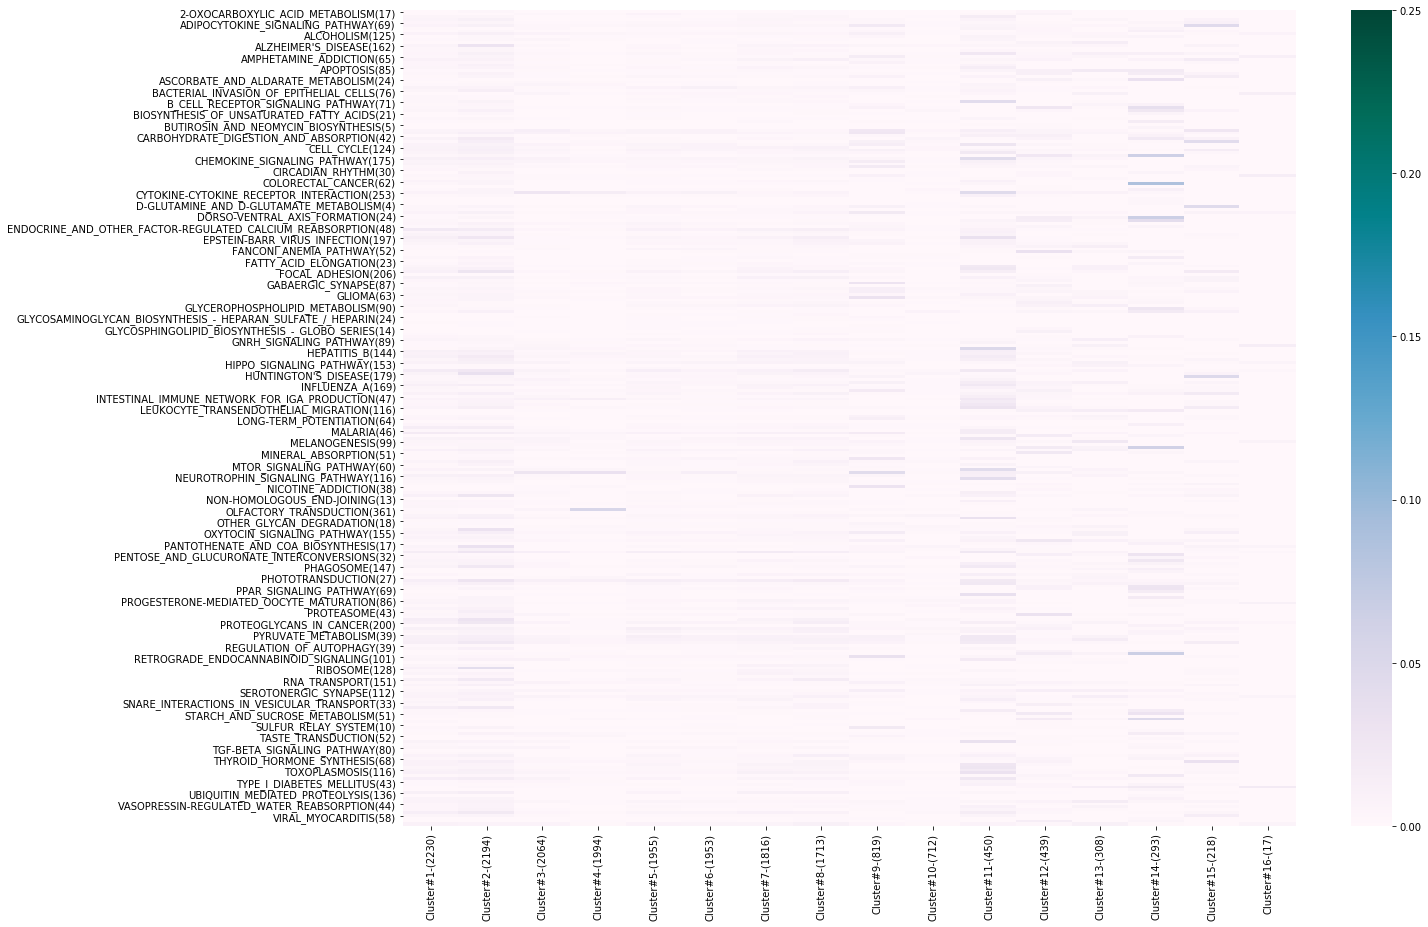 2-OXOCARBOXYLIC_ACID_METABOLISM(17)
ADIPOCYTOKINE_SIGNALING_PATHWAY(69)
ALCOHOLISM(125)
ALZHEIMER'S_DISEASE(162)
AMPHETAMINE_ADDICTION(65)
APOPTOSIS(85)
ASCORBATE_AND_ALDARATE_METABOLISM(24)
BACTERIAL_INVASION_OF_EPITHELIAL_CELLS(76)
B_CELL_RECEPTOR_SIGNALING_PATHWAY(71)
BIOSYNTHESIS_OF_UNSATURATED_FATTY_ACIDS(21)
BUTIROSIN_AND_NEOMYCIN_BIOSYNTHESIS(5)
CARBOHYDRATE_DIGESTION_AND_ABSORPTION(42)
CELL_CYCLE(124)
CHEMOKINE_SIGNALING_PATHWAY(175)
CIRCADIAN_RHYTHM(30)
COLORECTAL_CANCER(62)
CYTOKINE-CYTOKINE_RECEPTOR_INTERACTION(253)
D-GLUTAMINE_AND_D-GLUTAMATE_METABOLISM(4)
DORSO-VENTRAL_AXIS_FORMATION(24)
ENDOCRINE_AND_OTHER_FACTOR-REGULATED_CALCIUM_REABSORPTION(48)
EPSTEIN-BARR_VIRUS_INFECTION(197)
FANCONI_ANEMIA_PATHWAY(52)
FATTY_ACID_ELONGATION(23)
FOCAL_ADHESION(206)
GABAERGIC_SYNAPSE(87)
GLIOMA(63)
GLYCEROPHOSPHOLIPID_METABOLISM(90)
GLYCOSAMINOGLYCAN_BIOSYNTHESIS_-_HEPARAN_SULFATE_/_HEPARIN(24)
GLYCOSPHINGOLIPID_BIOSYNTHESIS_-_GLOBO_SERIES(14)
GNRH_SIGNALING_PATHWAY(89)
HEPATITIS_B(144)
HIPPO_SIGNALING_PATHWAY(153)
HUNTINGTON'S_DISEASE(179)
INFLUENZA_A(169)
INTESTINAL_IMMUNE_NETWORK_FOR_IGA_PRODUCTION(47)
LEUKOCYTE_TRANSENDOTHELIAL_MIGRATION(116)
LONG-TERM_POTENTIATION(64)
MALARIA(46)
MELANOGENESIS(99)
MINERAL_ABSORPTION(51)
MTOR_SIGNALING_PATHWAY(60)
NEUROTROPHIN_SIGNALING_PATHWAY(116)
NICOTINE_ADDICTION(38)
NON-HOMOLOGOUS_END-JOINING(13)
OLFACTORY_TRANSDUCTION(361)
OTHER_GLYCAN_DEGRADATION(18)
OXYTOCIN_SIGNALING_PATHWAY(155)
PANTOTHENATE_AND_COA_BIOSYNTHESIS(17)
PENTOSE_AND_GLUCURONATE_INTERCONVERSIONS(32)
PHAGOSOME(147)
PHOTOTRANSDUCTION(27)
PPAR_SIGNALING_PATHWAY(69)
PROGESTERONE-MEDIATED_OOCYTE_MATURATION(86)
PROTEASOME(43)
PROTEOGLYCANS_IN_CANCER(200)
PYRUVATE_METABOLISM(39)
REGULATION_OF_AUTOPHAGY(39)
RETROGRADE_ENDOCANNABINOID_SIGNALING(101)
RIBOSOME(128)
RNA_TRANSPORT(151)
SEROTONERGIC_SYNAPSE(112)
SNARE_INTERACTIONS_IN_VESICULAR_TRANSPORT(33)
STARCH_AND_SUCROSE_METABOLISM(51)
SULFUR_RELAY_SYSTEM(10)
TASTE_TRANSDUCTION(52)
TGF-BETA_SIGNALING_PATHWAY(80)
THYROID_HORMONE_SYNTHESIS(68)
TOXOPLASMOSIS(116)
TYPE_I_DIABETES_MELLITUS(43)
UBIQUITIN_MEDIATED_PROTEOLYSIS(136)
VASOPRESSIN-REGULATED_WATER_REABSORPTION(44)
VIRAL_MYOCARDITIS(58)
Cluster#1-(2230)
Cluster#2-(2194)
Cluster#3-(2064)
Cluster#4-(1994)
Cluster#5-(1955)
Cluster#6-(1953)
Cluster#7-(1816)
Cluster#8-(1713)
Cluster#9-(819)
Cluster#10-(712)
Cluster#11-(450)
Cluster#12-(439)
Cluster#13-(308)
Cluster#14-(293)
Cluster#15-(218)
Cluster#16-(17)
0.25
0.20
0.15
0.10
0.05
0.00